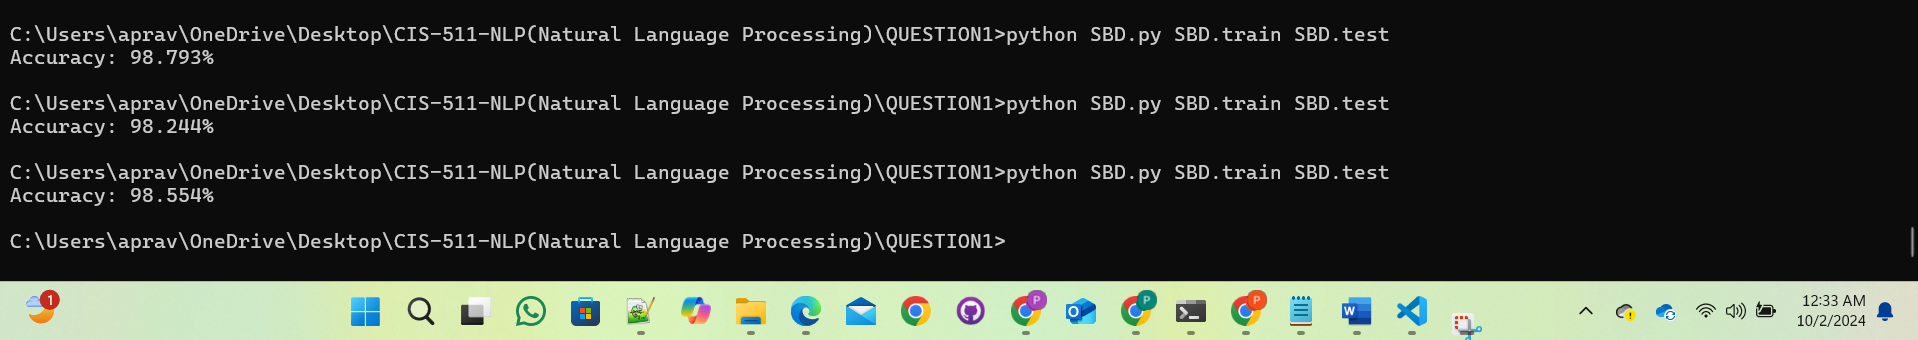 C:\Users\aprav\OneDrive\Desktop\CIS-511-NLP(Natural Language Processing)\QUESTION1>python SBD.py SBD.train SBD.test
Accuracy: 98.793%
C:\Users\aprav\OneDrive\Desktop\CIS-511-NLP(Natural Language Processing)\QUESTION1>python SBD.py SBD.train SBD.test
Accuracy: 98.244%
C:\Users\aprav\OneDrive\Desktop\CIS-511-NLP(Natural Language Processing)\QUESTION1>python SBD.py SBD.train SBD.test
Accuracy: 98.554%
C:\Users\aprav\OneDrive\Desktop\CIS-511-NLP(Natural Language Processing)\QUESTION1>
1
P
P
P
12:33 AM
10/2/2024